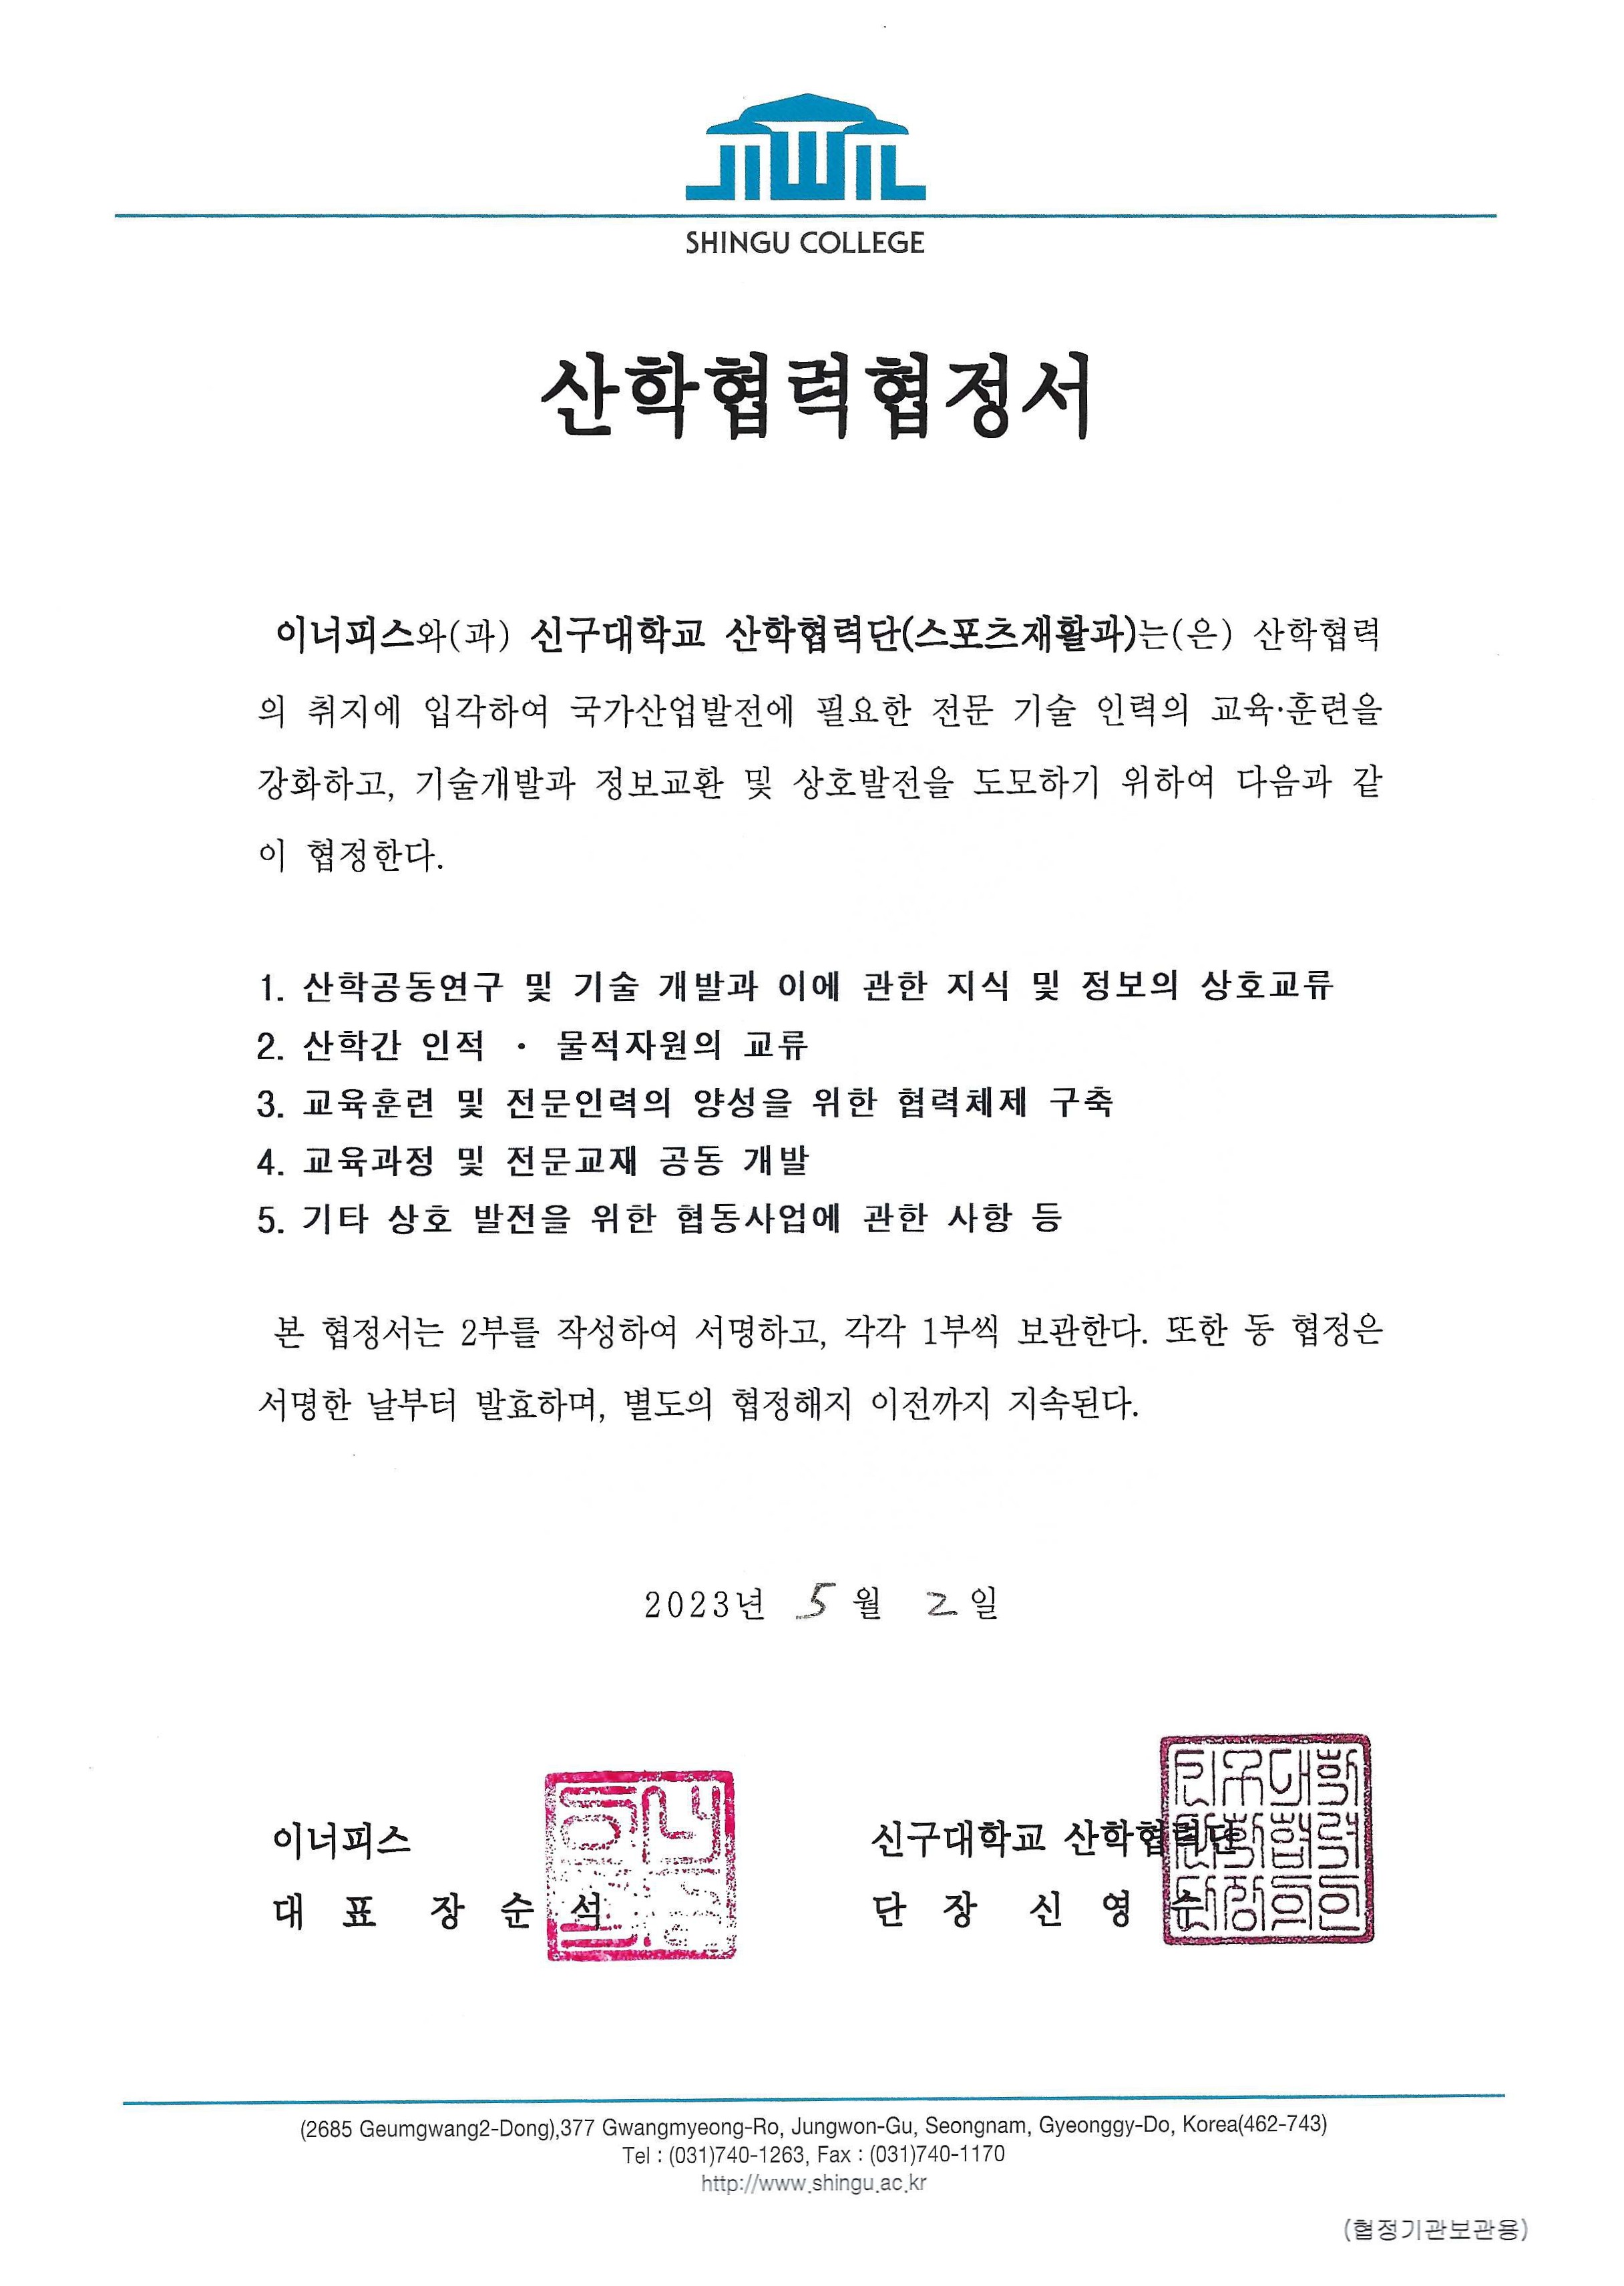 SHINGU COLLEGE
산학협력협정서
이너피스와(과) 신구대학교 산학협력단(스포츠재활과)는(은) 산학협력
의 취지에 입각하여 국가산업발전에 필요한 전문 기술 인력의 교육·훈련을
강화하고, 기술개발과 정보교환 및 상호발전을 도모하기 위하여 다음과 같
이 협정한다.
1. 산학공동연구 및 기술 개발과 이에 관한 지식 및 정보의 상호교류
2. 산학간 인적 · 물적자원의 교류
3. 교육훈련 및 전문인력의 양성을 위한 협력체제 구축
4. 교육과정 및 전문교재 공동 개발
5. 기타 상호 발전을 위한 협동사업에 관한 사항 등
본 협정서는 2부를 작성하여 서명하고, 각각 1부씩 보관한다. 또한 동 협정은
서명한 날부터 발효하며, 별도의 협정해지 이전까지 지속된다.
2023년 5월 2일
이너피스
대 표 장 순 석
신구대학교 산학협력단
단 장 신 영 수
(2685 Geumgwang2-Dong),377 Gwangmyeong-Ro, Jungwon-Gu, Seongnam, Gyeonggy-Do, Korea(462-743)
Tel : (031)740-1263, Fax : (031)740-1170
http://www.shingu.ac.kr
(협정기관보관용)